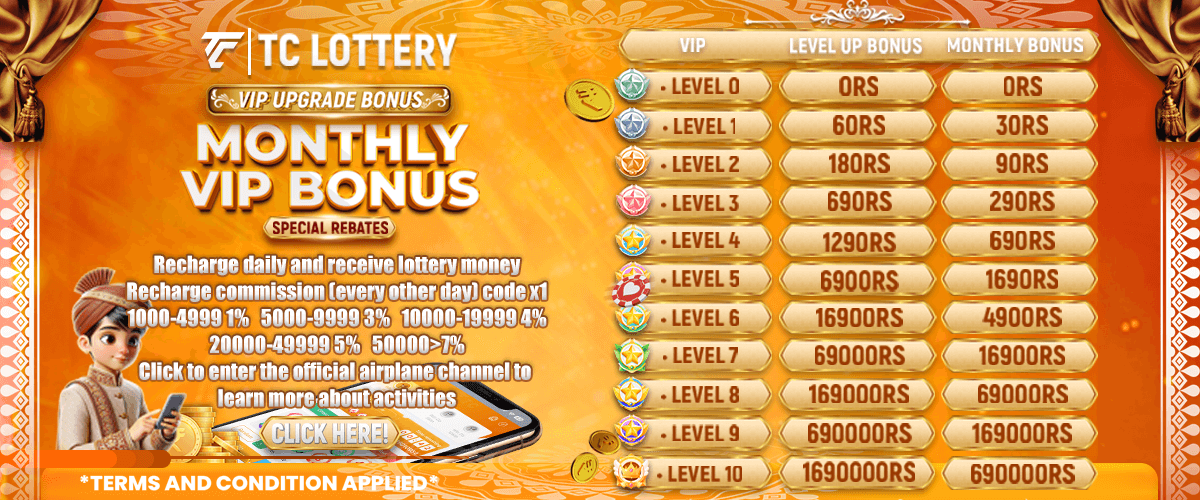 TC LOTTERY
VIP UPGRADE BONUS
MONTHLY
VIP BONUS
SPECIAL REBATES
Recharge daily and receive lottery money
Recharge commission (every other day) code x1
1000-4999 1% 5000-9999 3% 10000-19999 4%
20000-49999 5% 50000>7%
Click to enter the official airplane channel to
learn more about activities
CLICK HERE!
*TERMS AND CONDITION APPLIED*
VIP LEVEL UP BONUS MONTHLY BONUS
• LEVEL 0 0RS 0RS
• LEVEL 1 60RS 30RS
• LEVEL 2 180RS 90RS
• LEVEL 3 690RS 290RS
• LEVEL 4 1290RS 690RS
• LEVEL 5 6900RS 1690RS
• LEVEL 6 16900RS 4900RS
• LEVEL 7 69000RS 16900RS
• LEVEL 8 169000RS 69000RS
• LEVEL 9 690000RS 169000RS
• LEVEL 10 1690000RS 690000RS